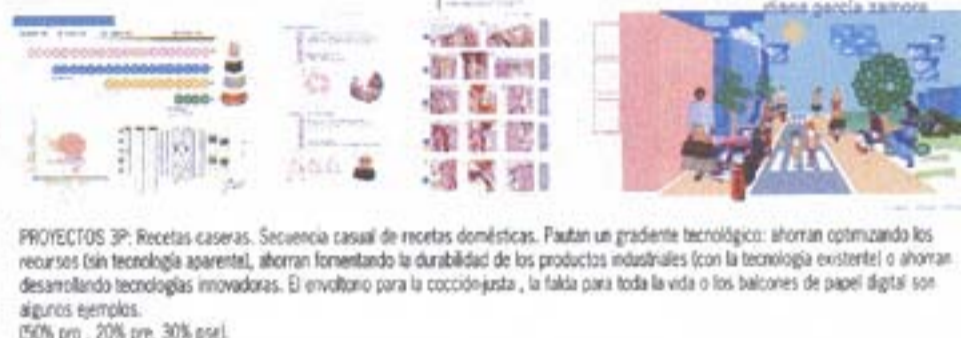 diana garcía zamora
PROYECTOS 3P: Recetas caseras. Secuencia casual de recetas domésticas. Pautan un gradiente tecnológico: ahorran optimizando los
recursos (sin tecnología aparente), ahorran fomentando la durabilidad de los productos industriales (con la tecnología existente) o ahorran
desarrollando tecnologías innovadoras. El envoltorio para la cocción-justa , la falda para toda la vida o los balcones de papel digital son
algunos ejemplos.
(50% pro , 20% pre, 30% pse).